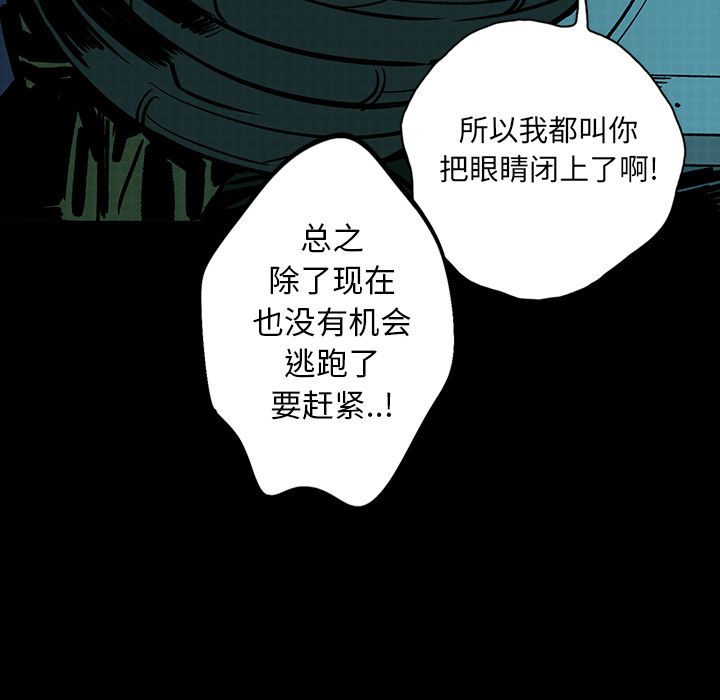 所以我都叫你
把眼睛闭上了啊!
总之
除了现在
也没有机会
逃跑了
要赶紧..!